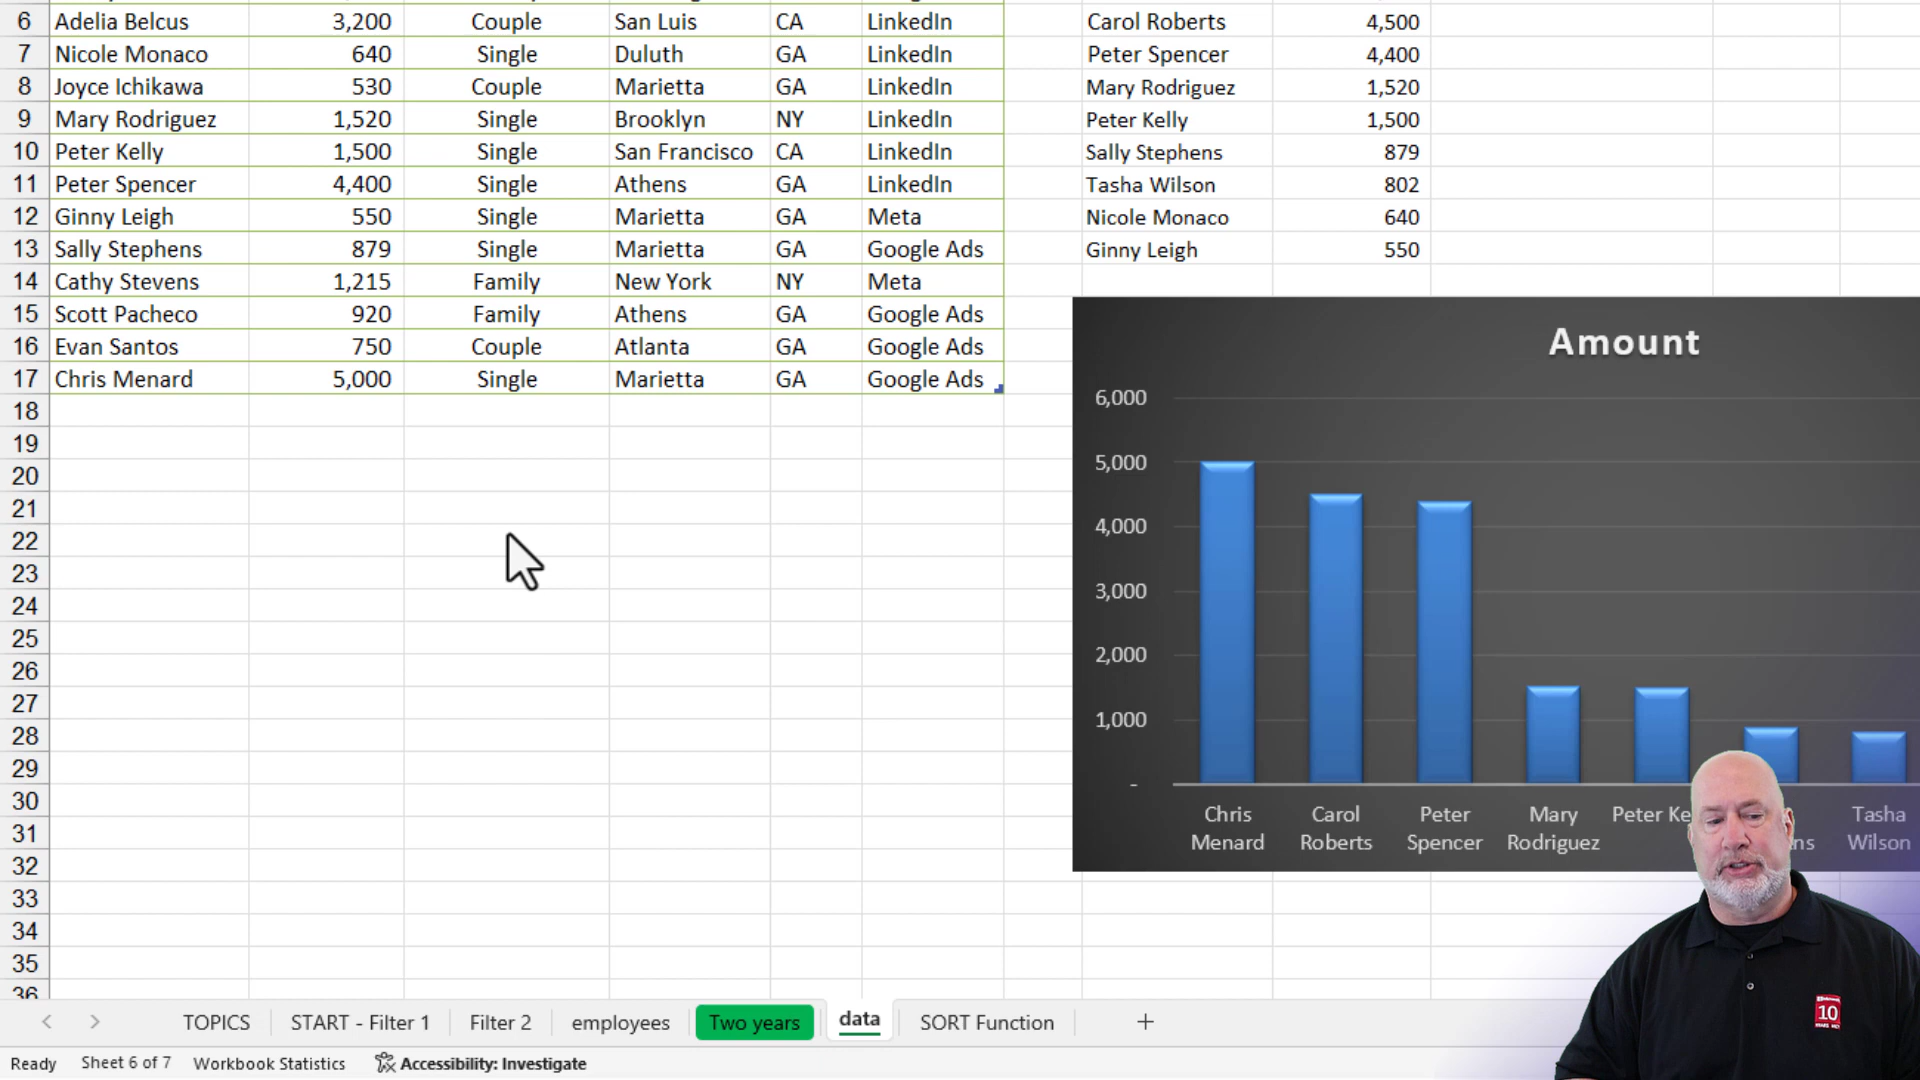 6 Adelia Belcus 3,200 Couple San Luis CA LinkedIn Carol Roberts 4,500
7 Nicole Monaco 640 Single Duluth GA LinkedIn Peter Spencer 4,400
8 Joyce Ichikawa 530 Couple Marietta GA LinkedIn Mary Rodriguez 1,520
9 Mary Rodriguez 1,520 Single Brooklyn NY LinkedIn Peter Kelly 1,500
10 Peter Kelly 1,500 Single San Francisco CA LinkedIn Sally Stephens 879
11 Peter Spencer 4,400 Single Athens GA LinkedIn Tasha Wilson 802
12 Ginny Leigh 550 Single Marietta GA Meta Nicole Monaco 640
13 Sally Stephens 879 Single Marietta GA Google Ads Ginny Leigh 550
14 Cathy Stevens 1,215 Family New York NY Meta
15 Scott Pacheco 920 Family Athens GA Google Ads
16 Evan Santos 750 Couple Atlanta GA Google Ads
17 Chris Menard 5,000 Single Marietta GA Google Ads
18
19
20
21
22
23
24
25
26
27
28
29
30
31
32
33
34
35
36
Amount
6,000
5,000
4,000
3,000
2,000
1,000
-
Chris Carol Peter Mary Peter Ke Tasha
Menard Roberts Spencer Rodriguez ns Wilson
10
TOPICS START - Filter 1 Filter 2 employees Two years data SORT Function +
Ready Sheet 6 of 7 Workbook Statistics Accessibility: Investigate